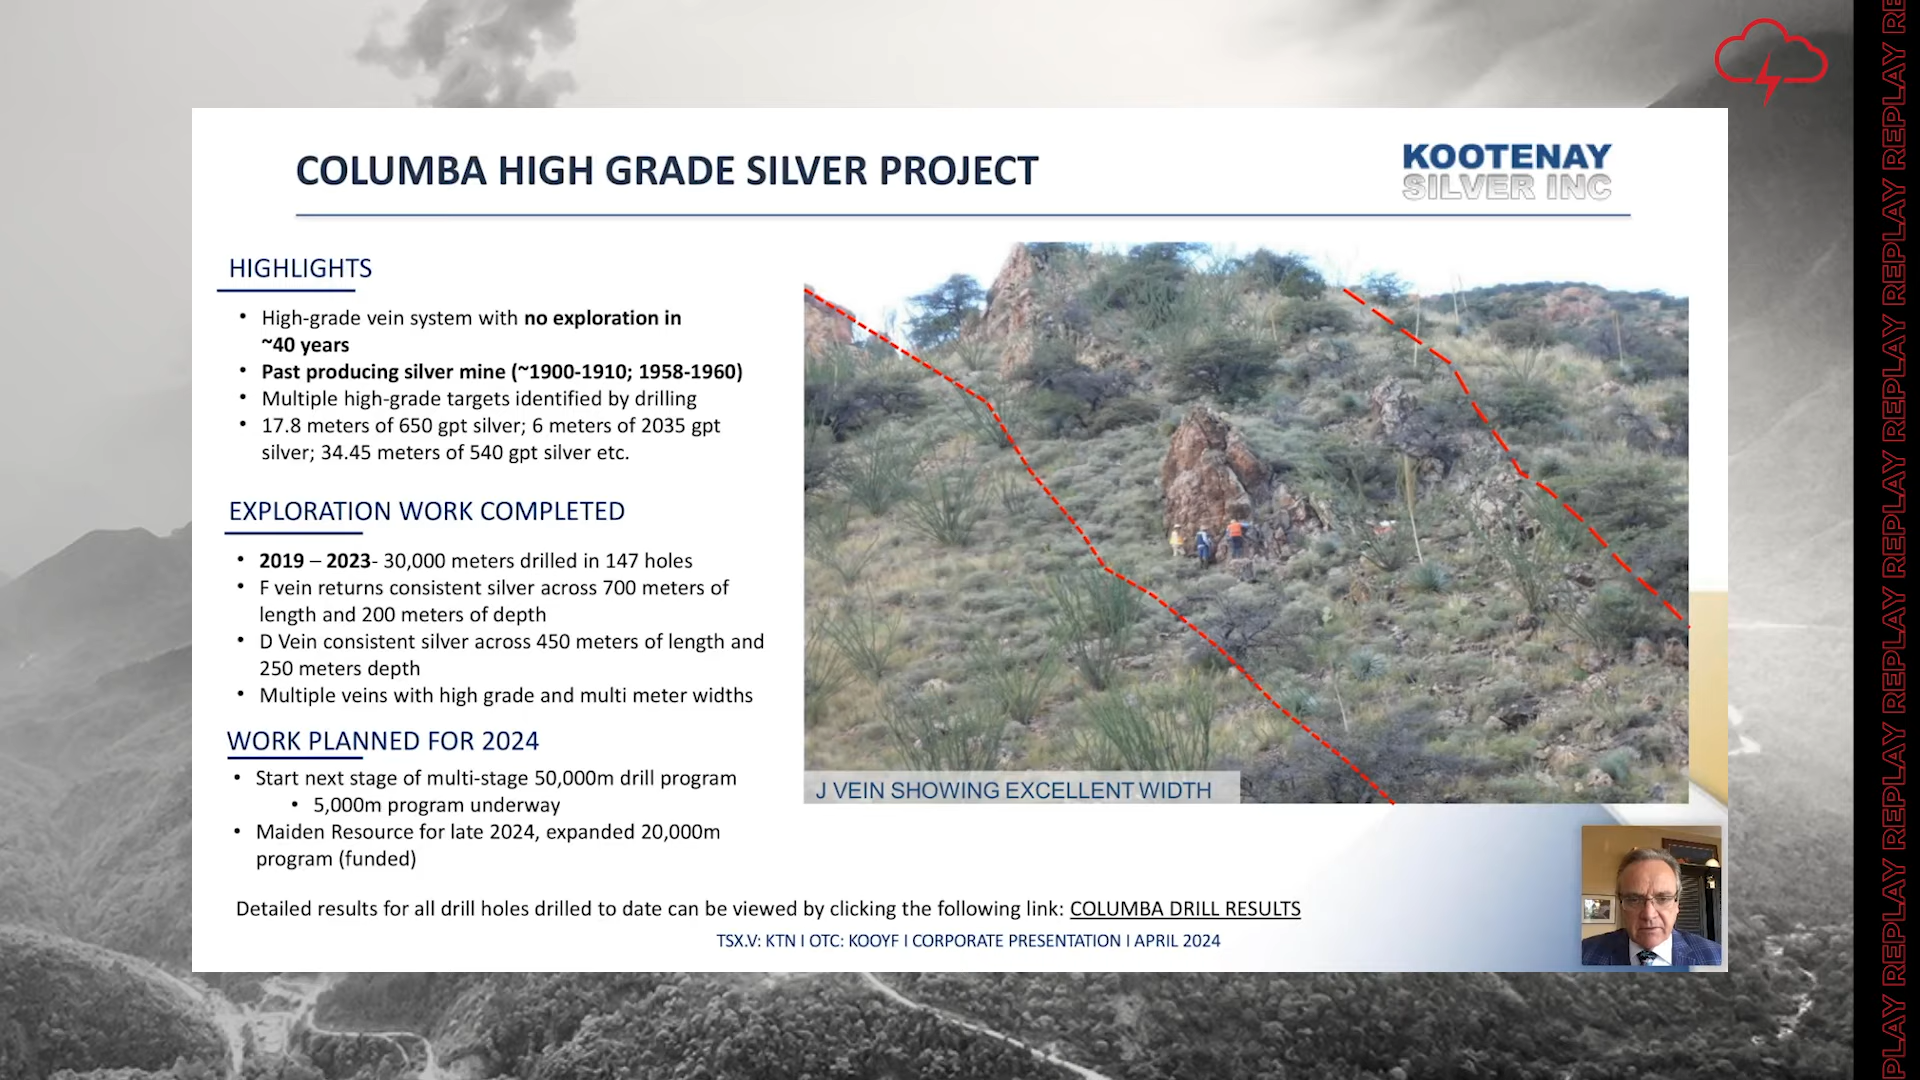 COLUMBA HIGH GRADE SILVER PROJECT
KOOTENAY
SILVER INC
HIGHLIGHTS
• High-grade vein system with no exploration in
~40 years
• Past producing silver mine (~1900-1910; 1958-1960)
• Multiple high-grade targets identified by drilling
• 17.8 meters of 650 gpt silver; 6 meters of 2035 gpt
silver; 34.45 meters of 540 gpt silver etc.
EXPLORATION WORK COMPLETED
• 2019 – 2023- 30,000 meters drilled in 147 holes
• F vein returns consistent silver across 700 meters of
length and 200 meters of depth
• D Vein consistent silver across 450 meters of length and
250 meters depth
• Multiple veins with high grade and multi meter widths
WORK PLANNED FOR 2024
• Start next stage of multi-stage 50,000m drill program
• 5,000m program underway
• Maiden Resource for late 2024, expanded 20,000m
program (funded)
J VEIN SHOWING EXCELLENT WIDTH
Detailed results for all drill holes drilled to date can be viewed by clicking the following link: COLUMBA DRILL RESULTS
TSX.V: KTN I OTC: KOOYF I CORPORATE PRESENTATION I APRIL 2024
PLAY REPLAY REPLAY REPLAY REPLAY REPLAY REPLAY REPLAY REPLAY REPLAY RE